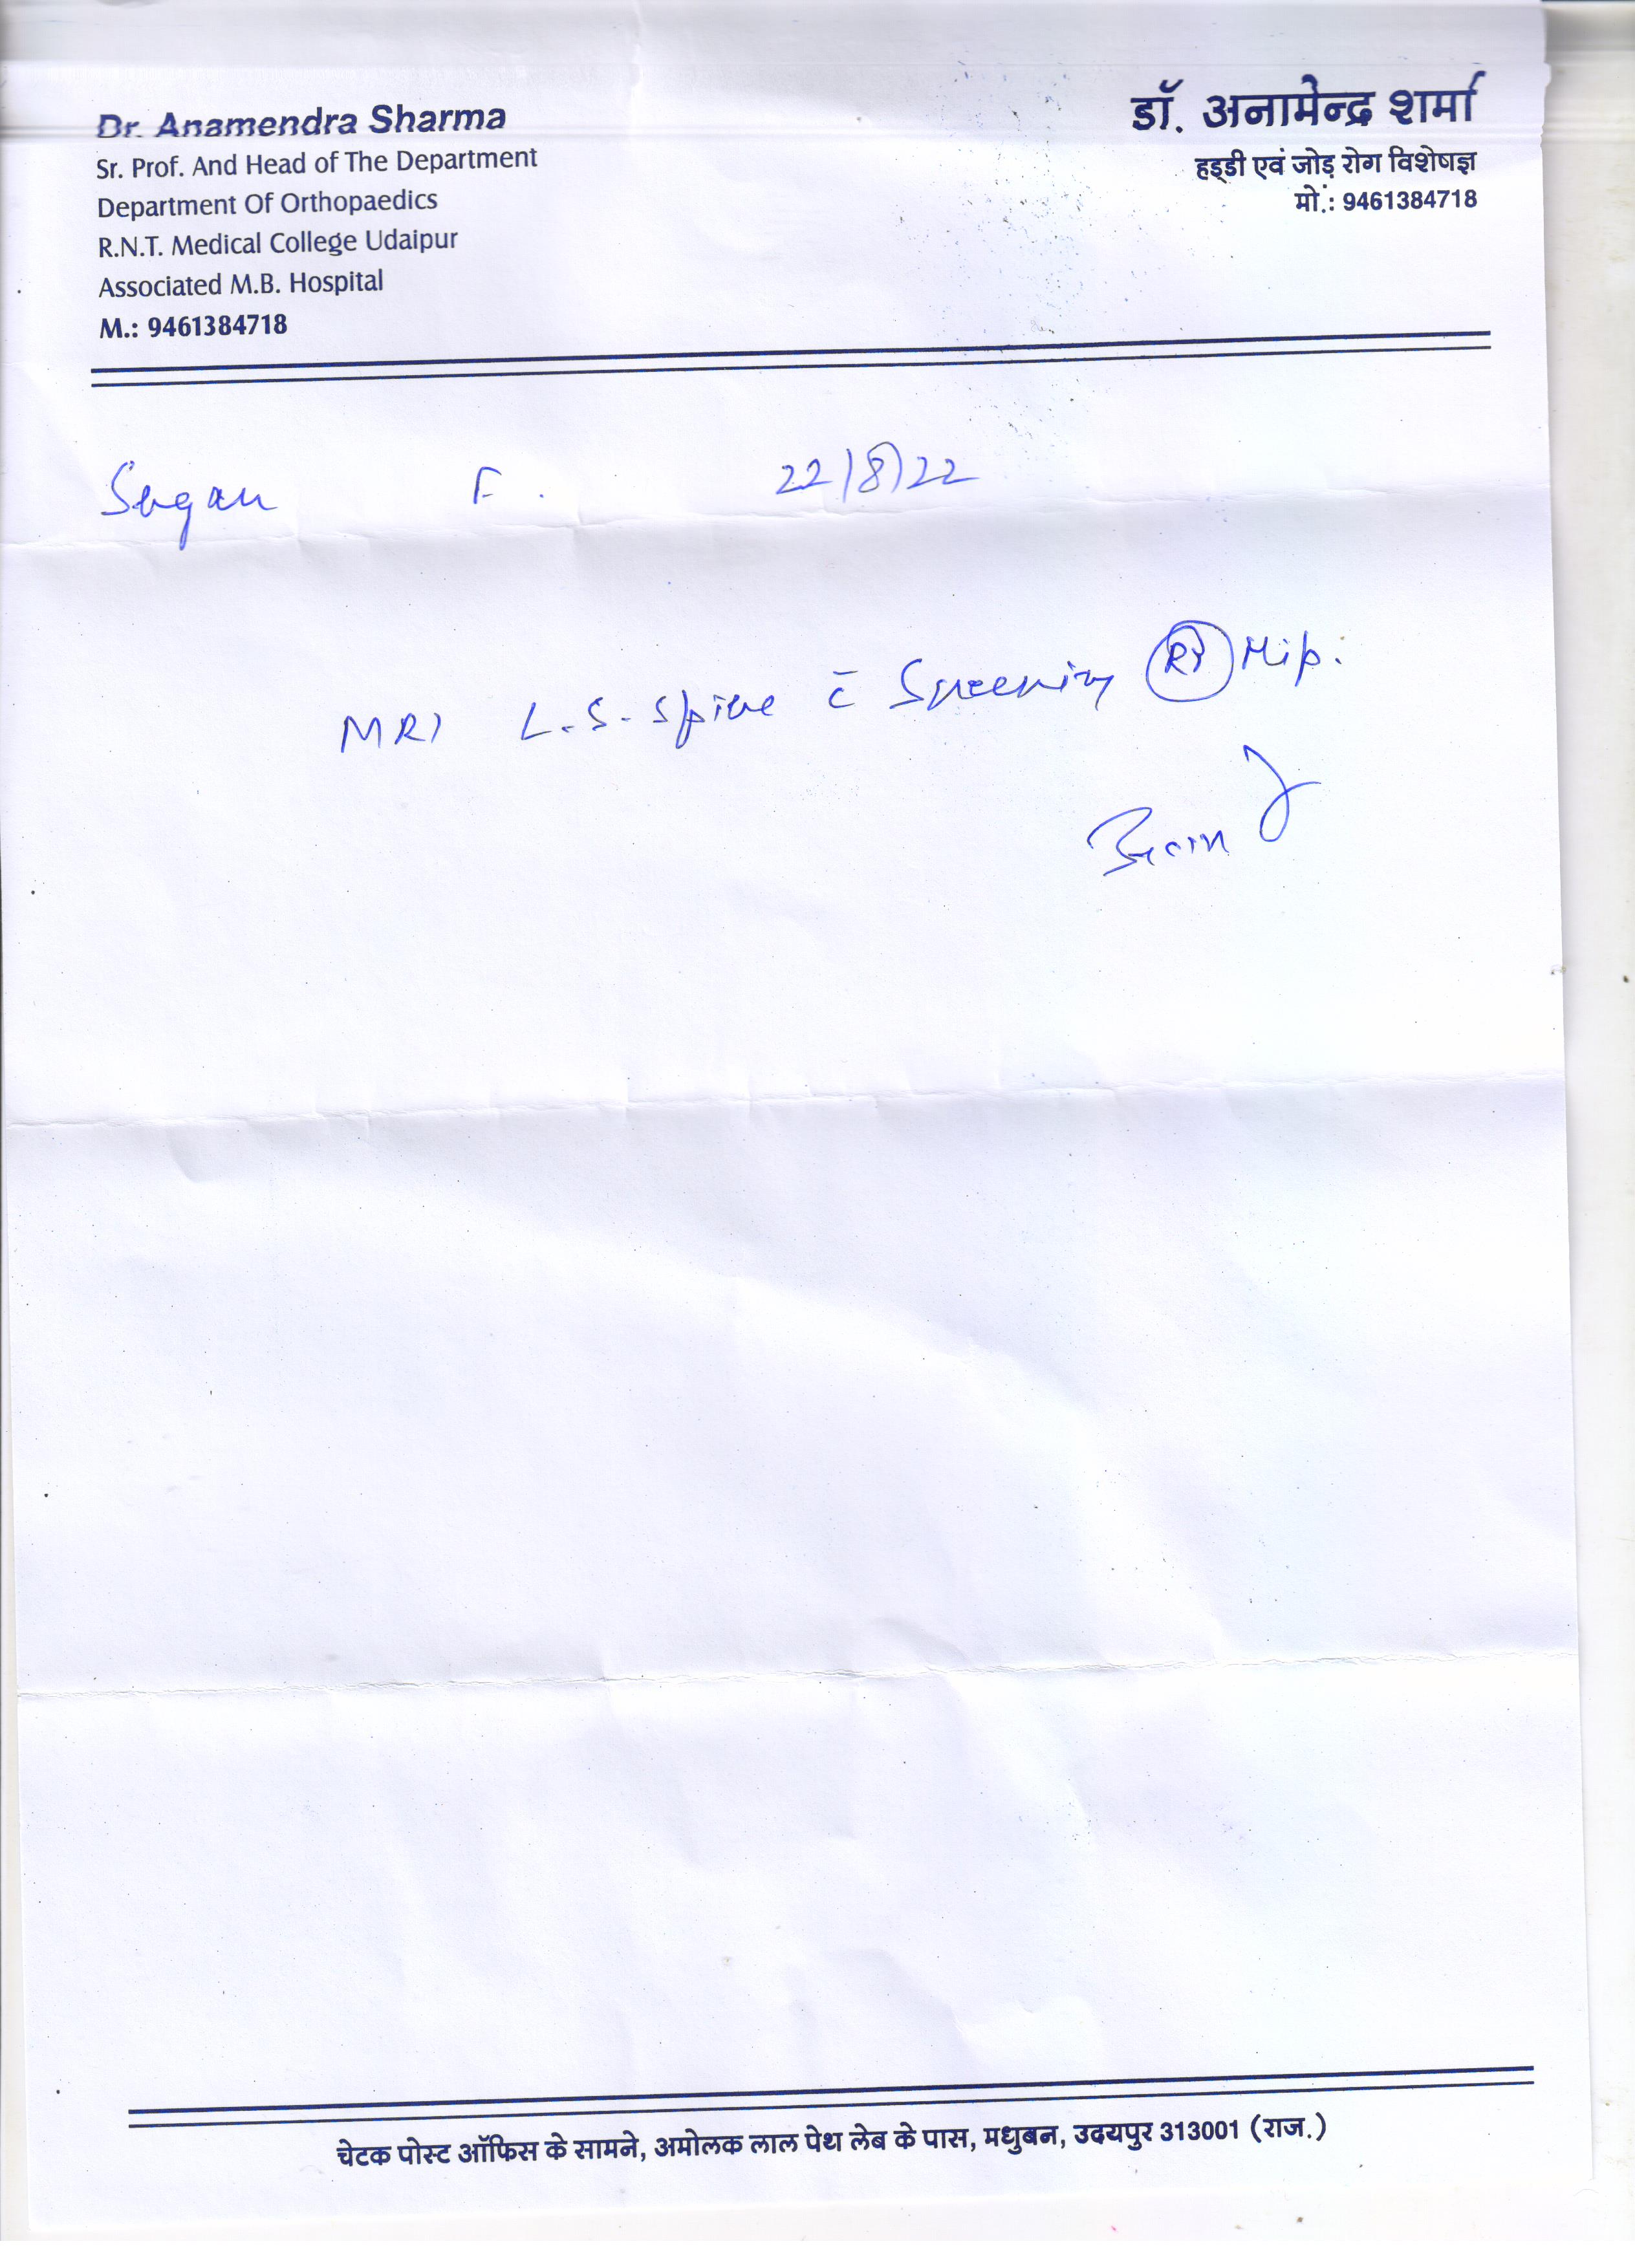 Dr. Anamendra Sharma
Sr. Prof. And Head of The Department
Department Of Orthopaedics
R.N.T. Medical College Udaipur
Associated M.B. Hospital
M.: 9461384718
डॉ. अनामेन्द्र शर्मा
हड्डी एवं जोड़ रोग विशेषज्ञ
मो.: 9461384718
Sugan F. 22/8/22
MRI L.S. Spine c̄ Screening Rt Hip.
चेटक पोस्ट ऑफिस के सामने, अमोलक लाल पेथ लेब के पास, मधुबन, उदयपुर 313001 (राज.)